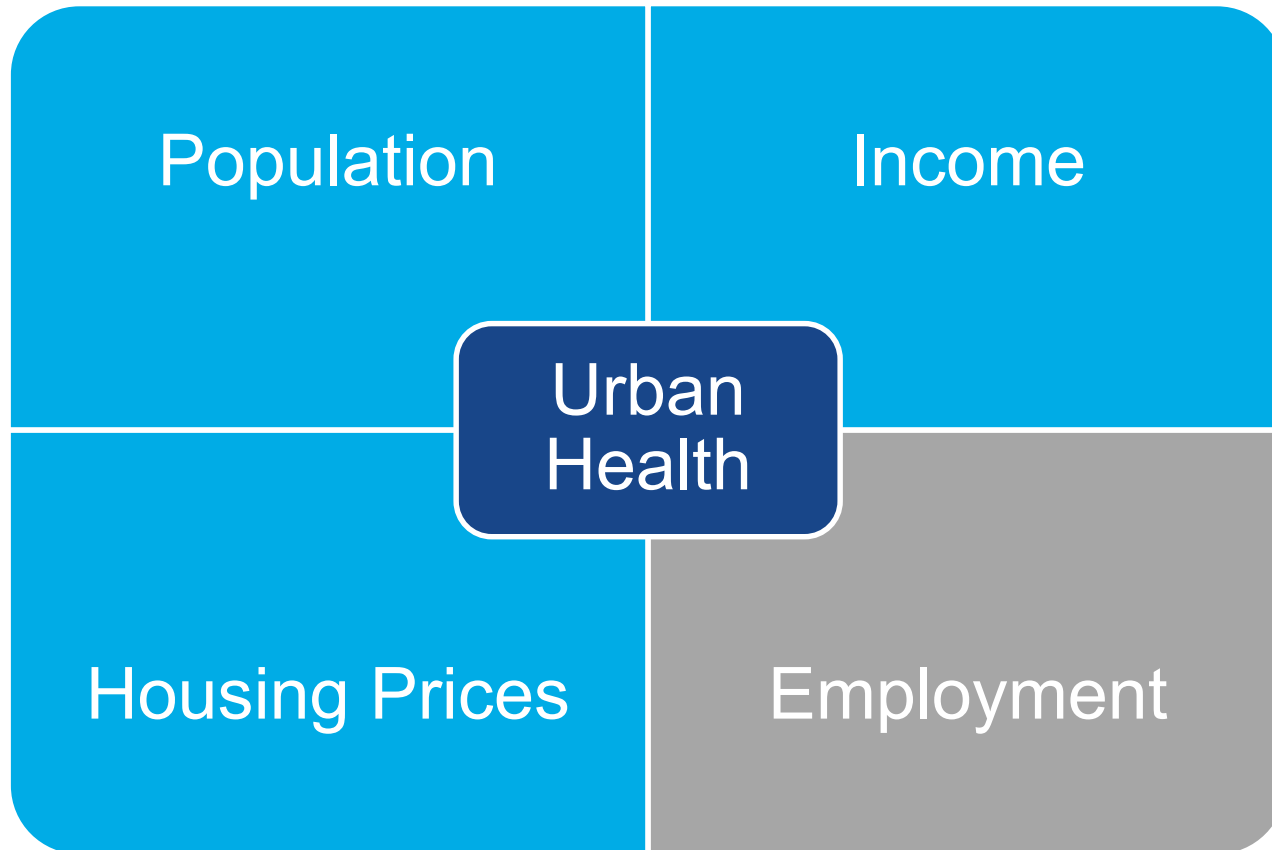 Population
Income
Urban
Health
Housing Prices
Employment